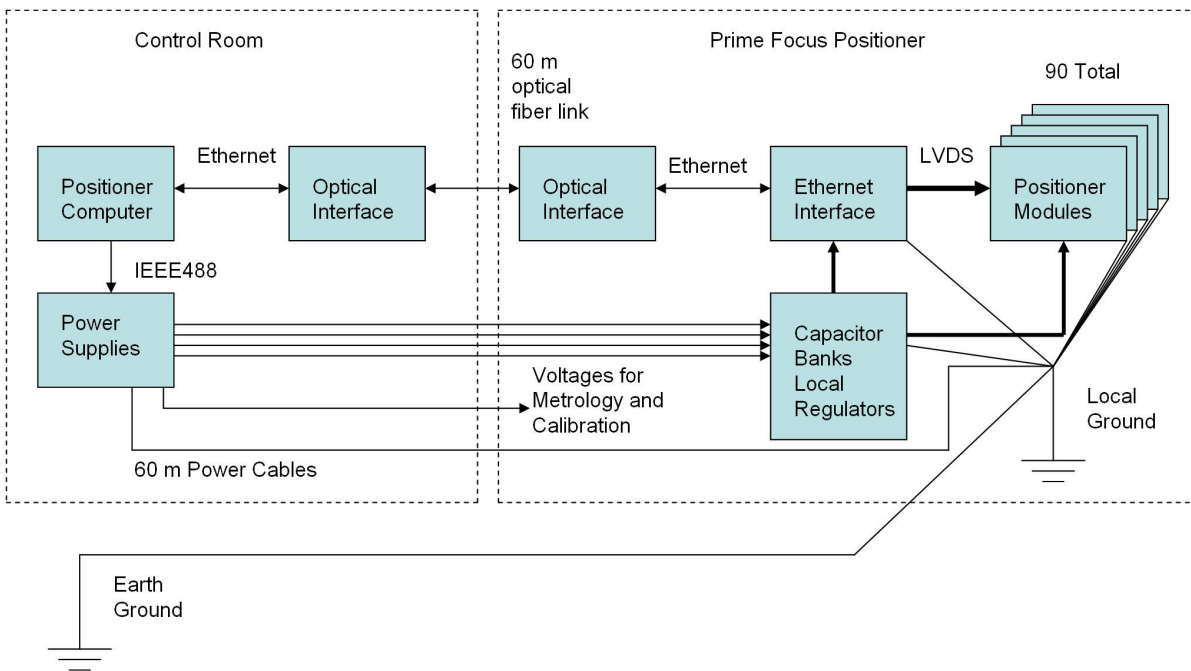 Control Room
Prime Focus Positioner
60 m
optical
fiber link
90 Total
Ethernet
Ethernet
LVDS
Positioner
Computer
Optical
Interface
Optical
Interface
Ethernet
Interface
Positioner
Modules
IEEE488
Power
Supplies
Capacitor
Banks
Local
Regulators
Voltages for
Metrology and
Calibration
Local
Ground
60 m Power Cables
Earth
Ground